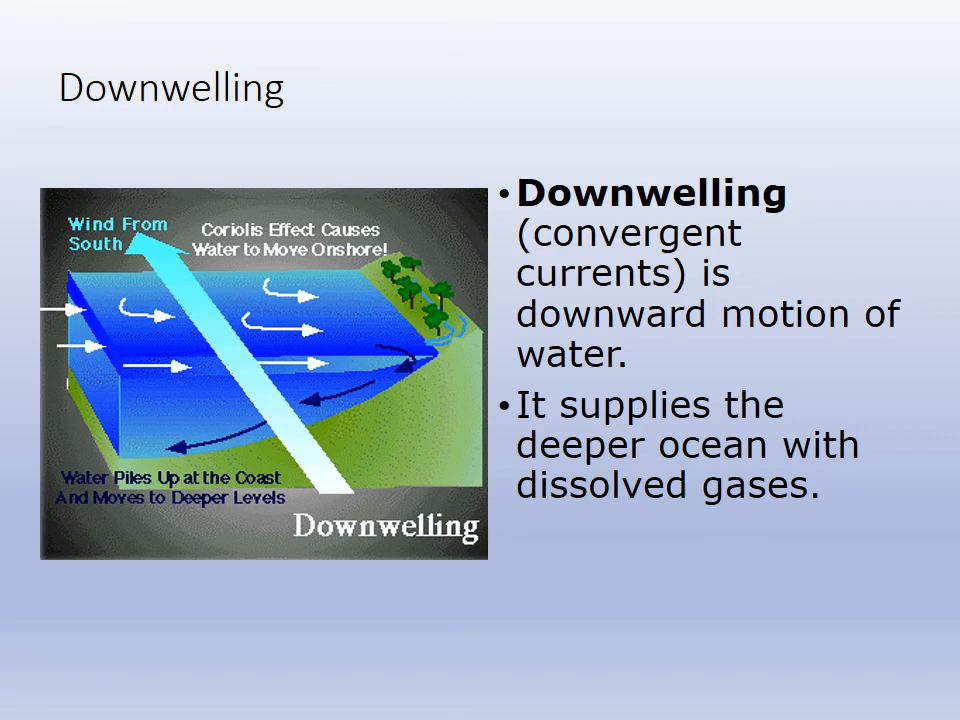 Downwelling
Wind From
South
Coriolis Effect Causes
Water to Move Onshore!
Water Piles Up at the Coast
And Moves to Deeper Levels
Downwelling
• Downwelling
(convergent
currents) is
downward motion of
water.
• It supplies the
deeper ocean with
dissolved gases.